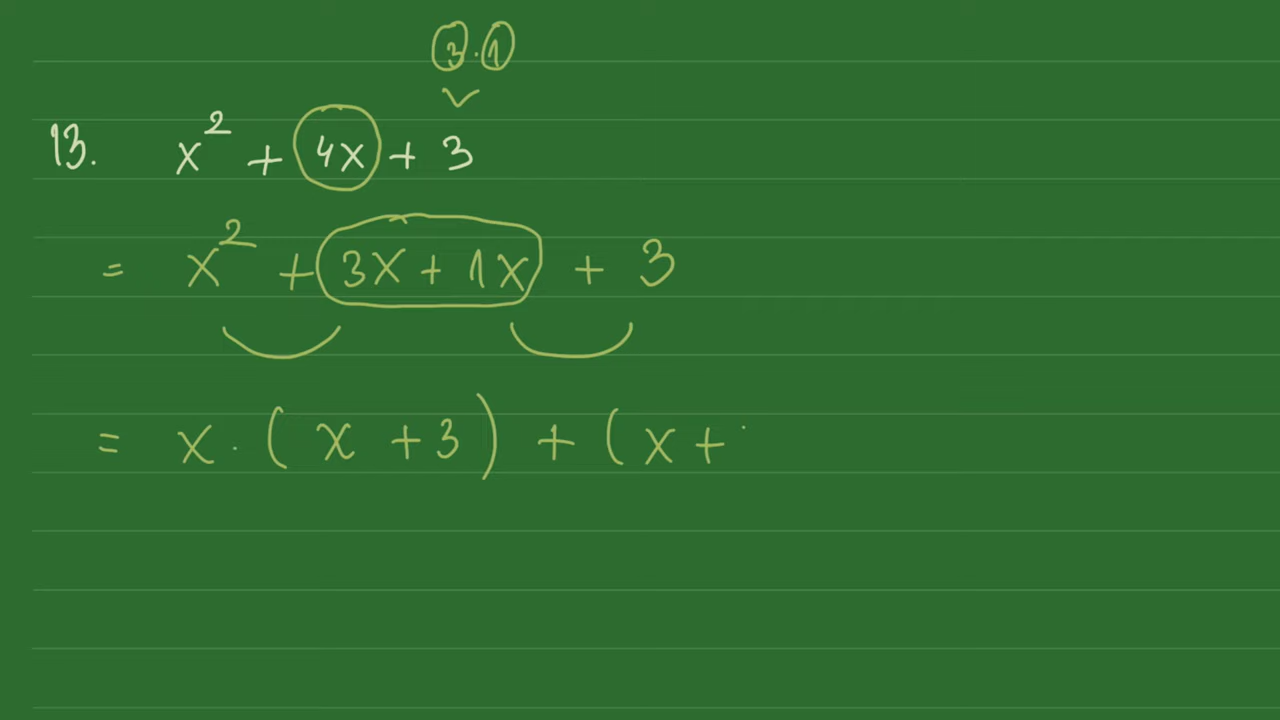 3 · 1
13. x² + 4x + 3
= x² + 3x + 1x + 3
= x · ( x + 3 ) + ( x +